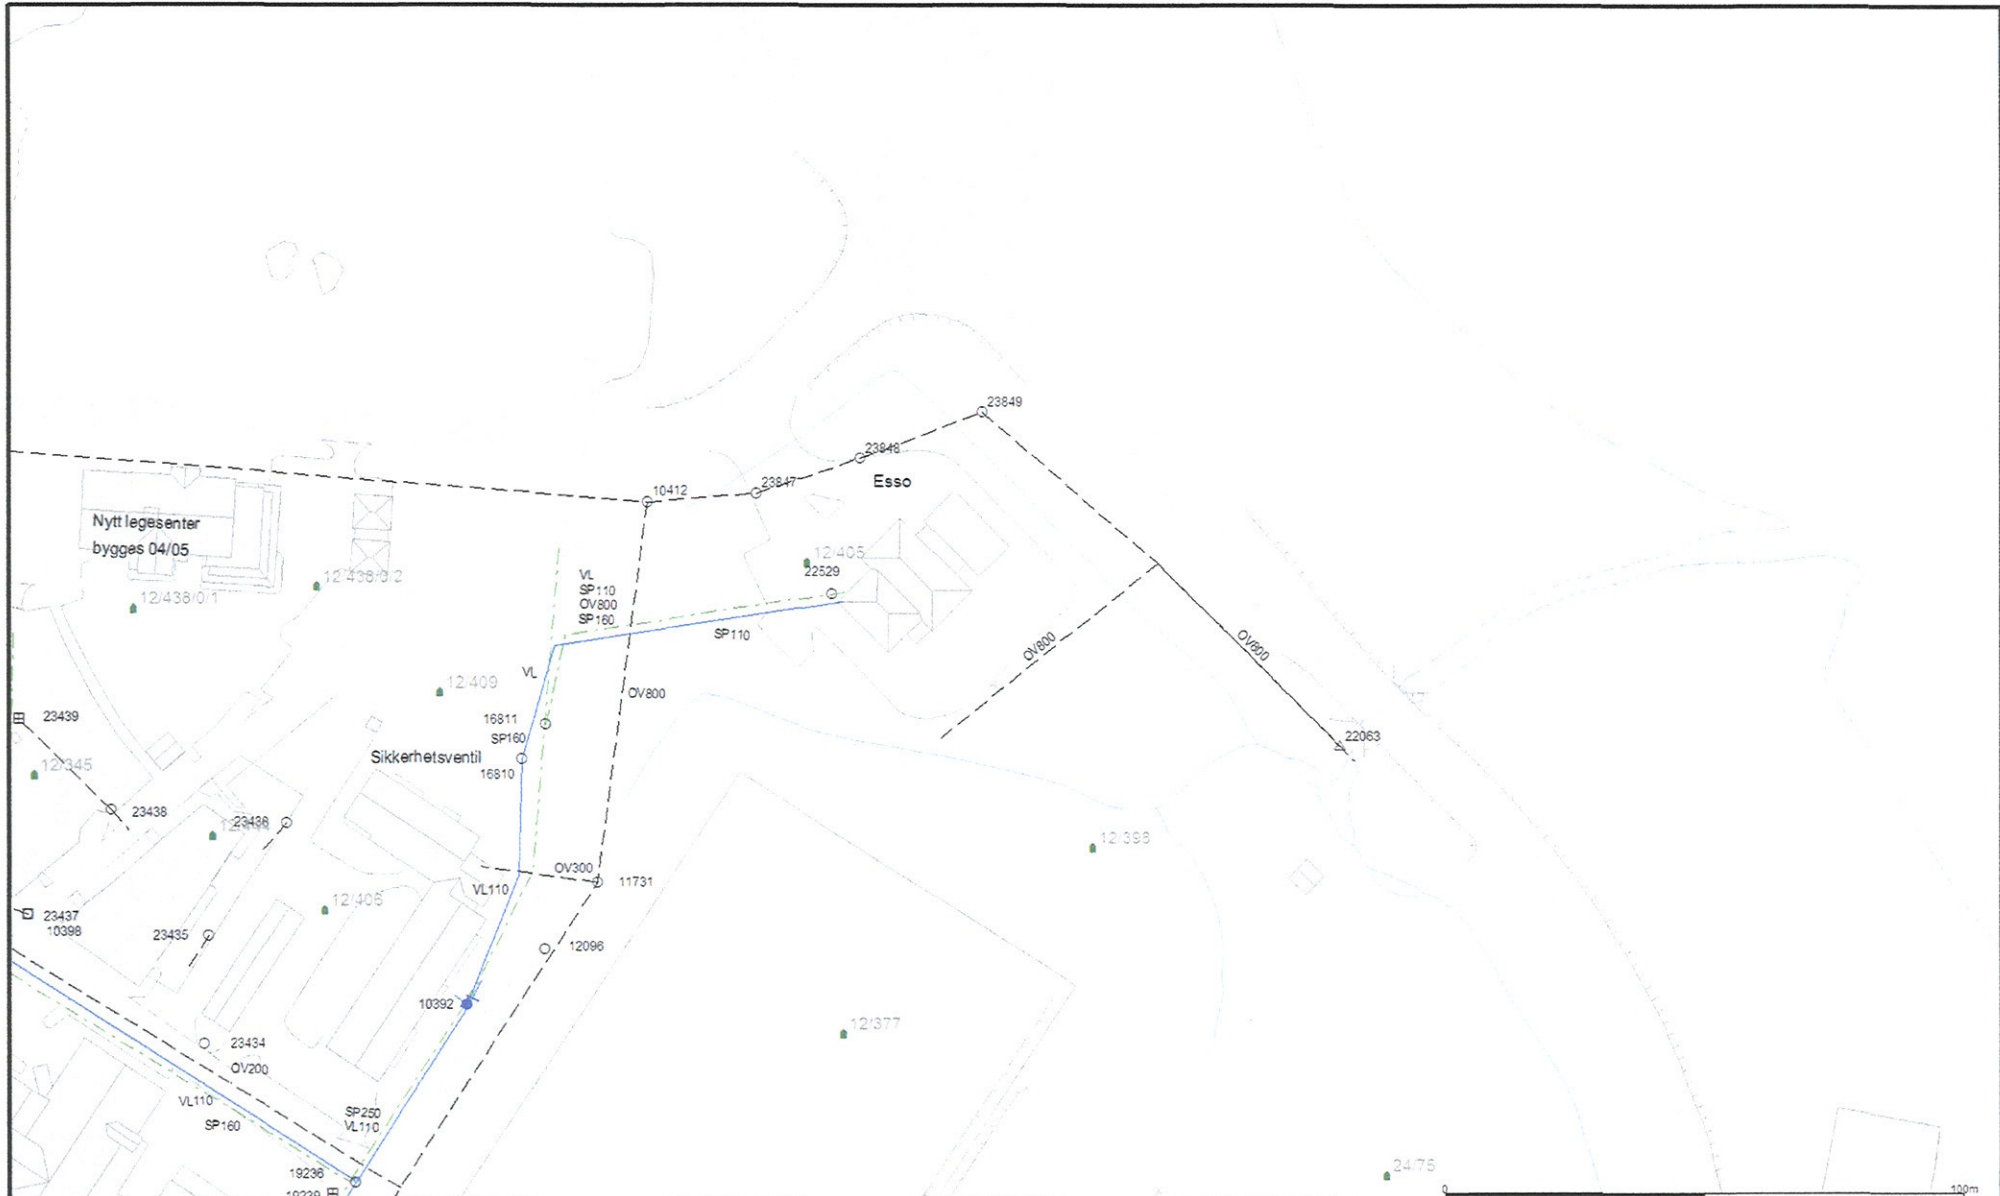 23849
23848
Esso
23847
10412
Nytt legesenter
bygges 04/05
12/405
22529
12/438/0/2
12/438/0/1
VL
SP110
OV800
SP160
SP110
OV800
OV800
VL
12/409
OV800
16811
SP160
23439
22063
Sikkerhetsventil
16810
12/345
23438
23436
12/398
OV300
11731
VL110
12/406
23437
10398
23435
12096
10392
12/377
23434
OV200
VL110
SP160
SP250
VL110
19236
24/75
0
100m